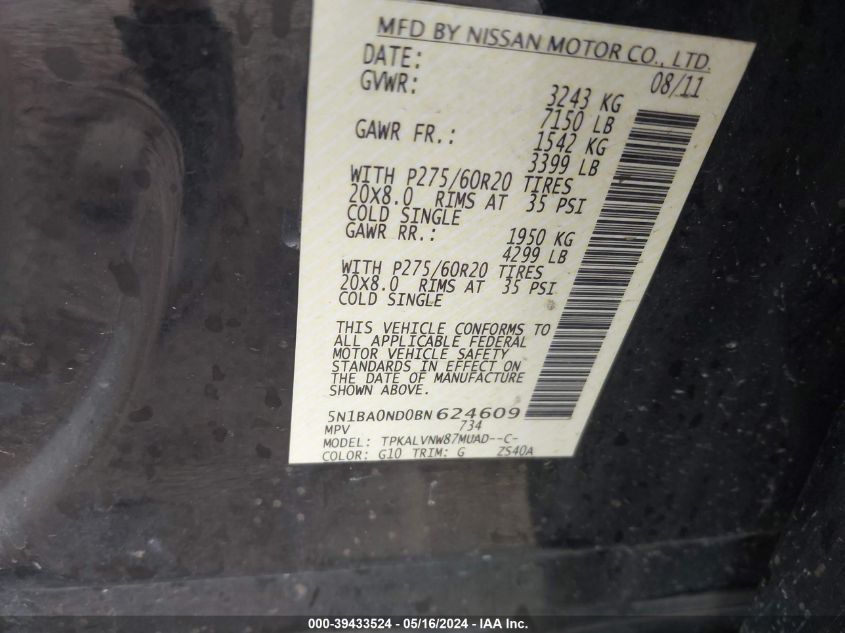 MFD BY NISSAN MOTOR CO., LTD.
DATE: 08/11
GVWR: 3243 KG
7150 LB
GAWR FR.: 1542 KG
3399 LB
WITH P275/60R20 TIRES
20X8.0 RIMS AT 35 PSI
COLD SINGLE
GAWR RR.: 1950 KG
4299 LB
WITH P275/60R20 TIRES
20X8.0 RIMS AT 35 PSI
COLD SINGLE
THIS VEHICLE CONFORMS TO
ALL APPLICABLE FEDERAL
MOTOR VEHICLE SAFETY
STANDARDS IN EFFECT ON
THE DATE OF MANUFACTURE
SHOWN ABOVE.
5N1BA0ND0BN624609
MPV 734
MODEL: TPKALVNW87MUAD--C-
COLOR: G10 TRIM: G ZS40A
000-39433524 - 05/16/2024 - IAA Inc.